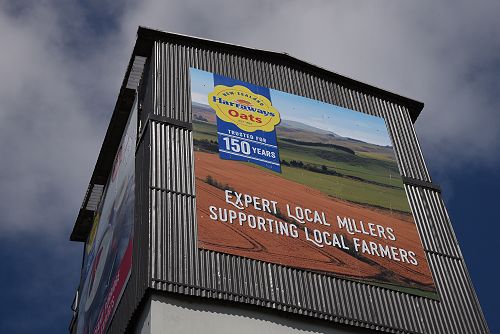 NEW ZEALAND
Harraways
Oats
TRUSTED FOR
150 YEARS
EXPERT LOCAL MILLERS
SUPPORTING LOCAL FARMERS